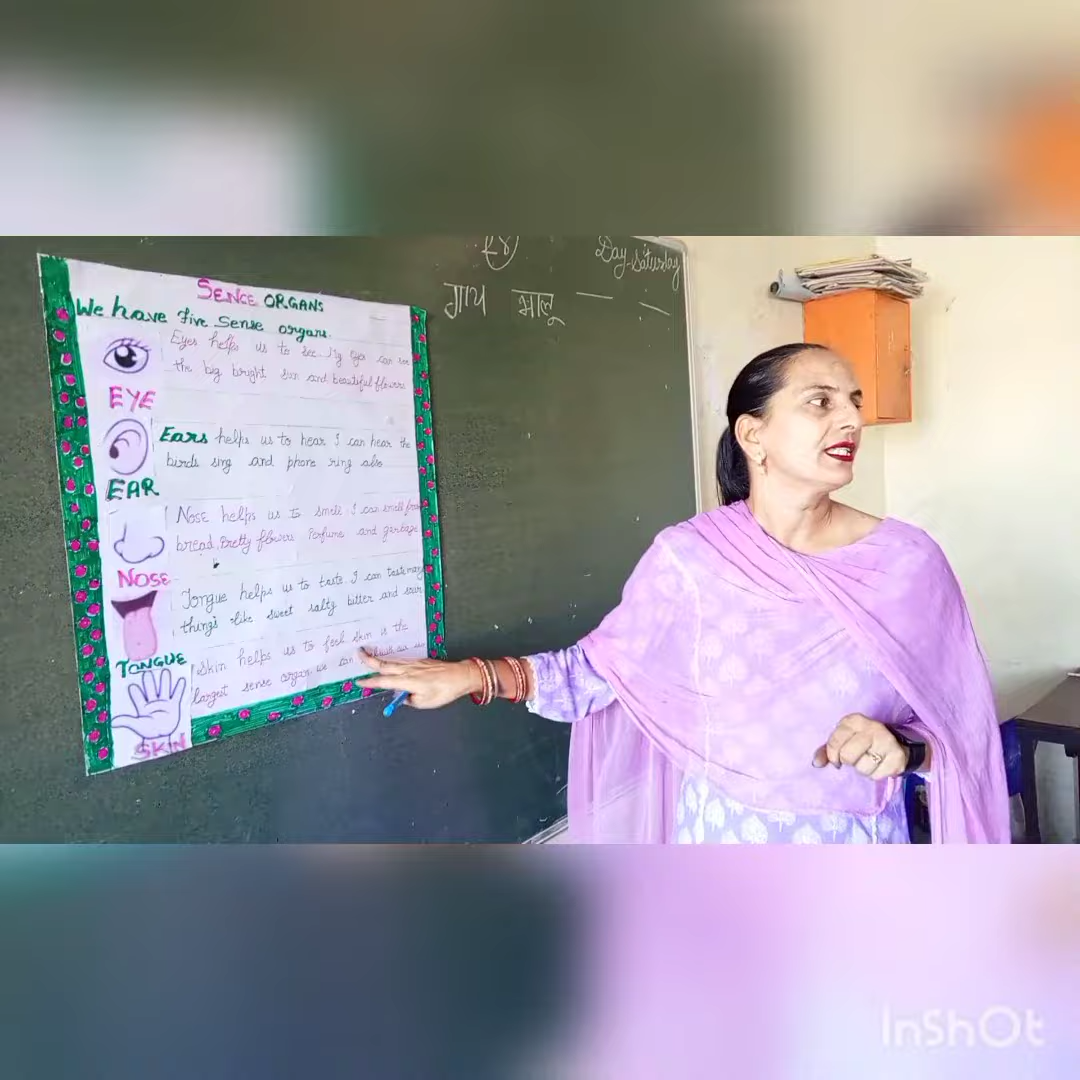 SENCE ORGANS
We have Five Sense organs.
Eyes helps us to see. My eyes can see
the big bright sun and beautiful flowers
EYE
Ears helps us to hear I can hear the
birds sing and phone ring also
EAR
Nose helps us to smell. I can smell
bread, Pretty flowers Perfume and garbage
NOSE
Tongue helps us to taste. I can taste many
things like sweet salty bitter and sour
TONGUE
Skin helps us to feel skin is the
largest sense organ we can
SKIN
Day-Saturday
गाय भालू
InShOt